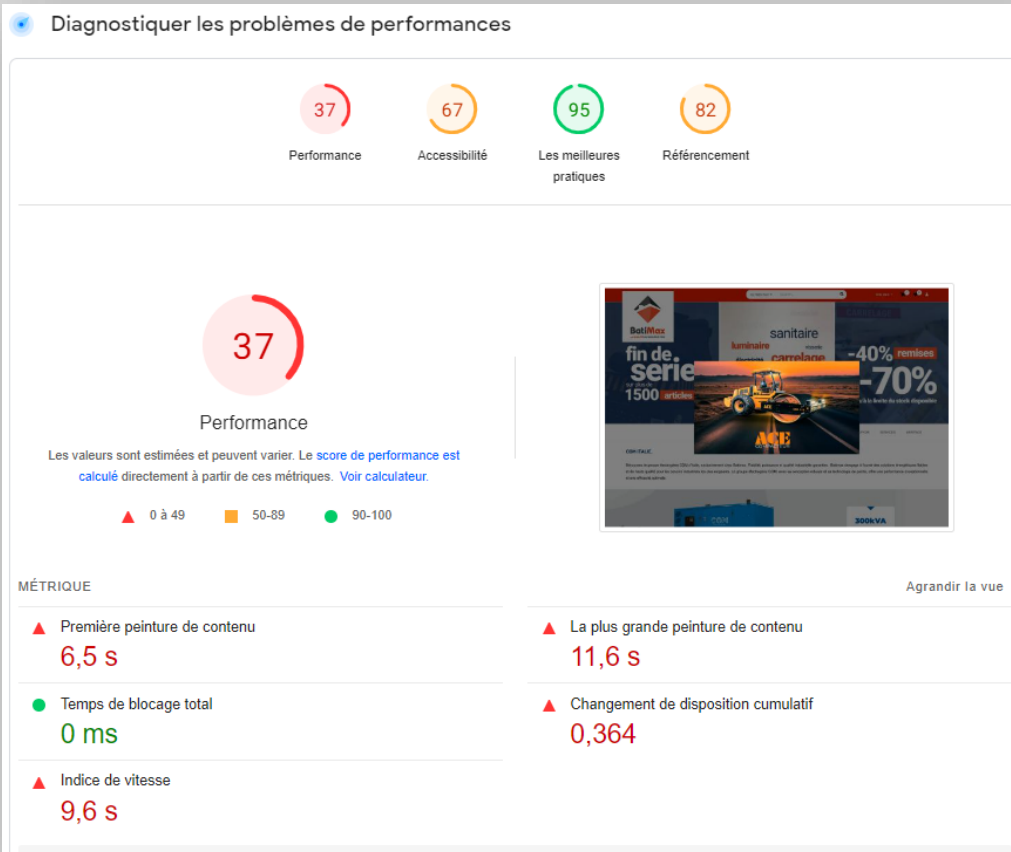 Diagnostiquer les problèmes de performances
37
67
95
82
Performance
Accessibilité
Les meilleures
pratiques
Référencement
37
Performance
Les valeurs sont estimées et peuvent varier. Le score de performance est
calculé directement à partir de ces métriques. Voir calculateur.
0 à 49
50-89
90-100
BatiMax
sanitaire
luminaire
carrelage
fin de
série
sur plus de
1500 articles
-40% remises
-70%
ACE
300kVA
MÉTRIQUE
Agrandir la vue
Première peinture de contenu
6,5 s
La plus grande peinture de contenu
11,6 s
Temps de blocage total
0 ms
Changement de disposition cumulatif
0,364
Indice de vitesse
9,6 s